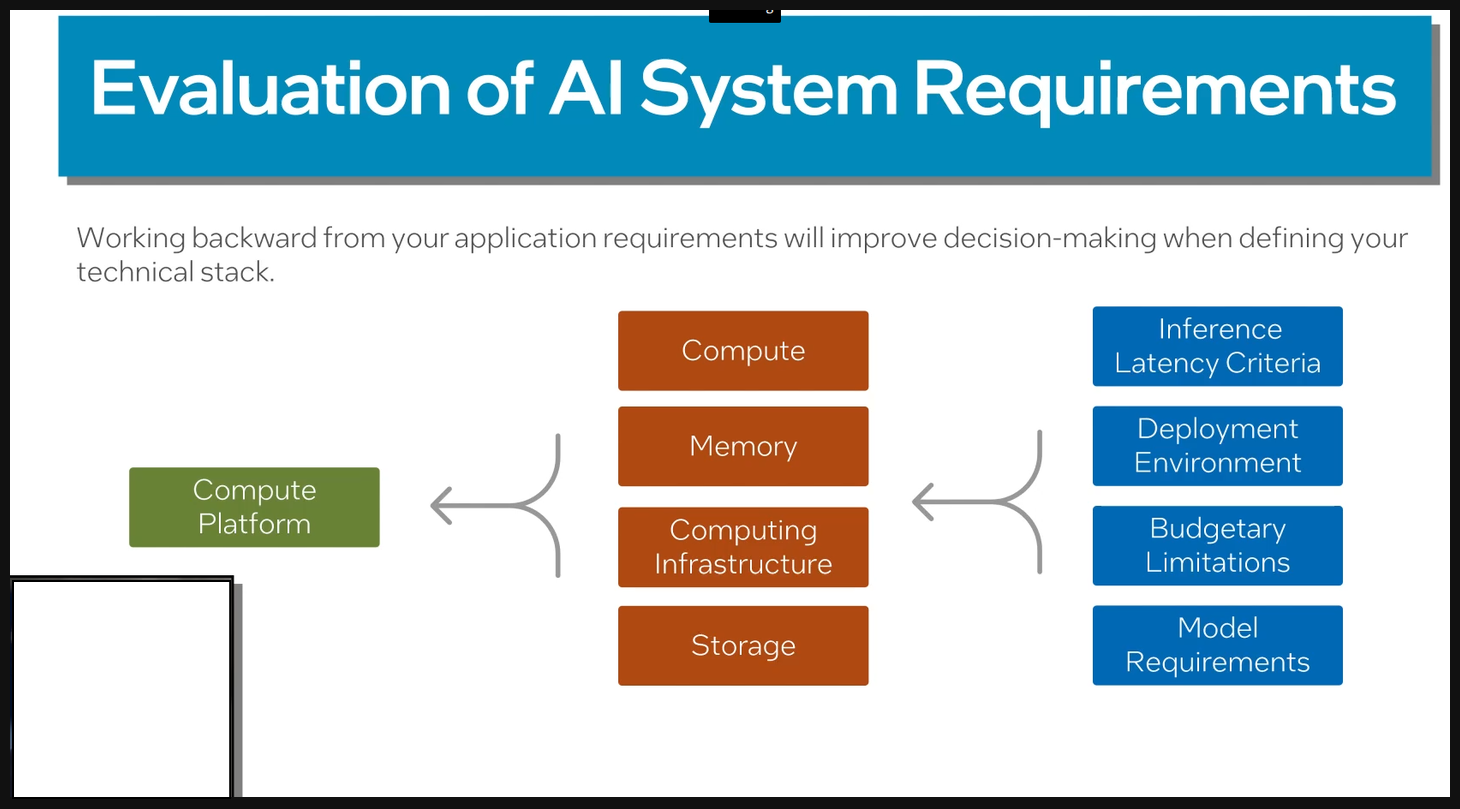 Evaluation of AI System Requirements
Working backward from your application requirements will improve decision-making when defining your
technical stack.
Compute
Platform
Compute
Memory
Computing
Infrastructure
Storage
Inference
Latency Criteria
Deployment
Environment
Budgetary
Limitations
Model
Requirements